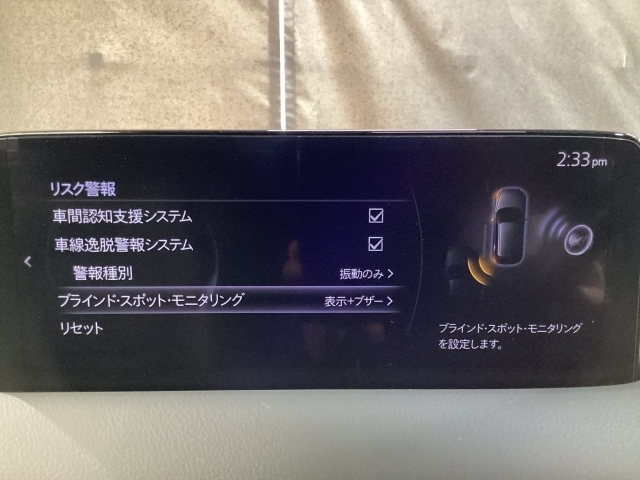 2:33pm
リスク警報
車間認知支援システム
車線逸脱警報システム
警報種別 振動のみ
ブラインド・スポット・モニタリング 表示+ブザー
リセット
ブラインド・スポット・モニタリング
を設定します。